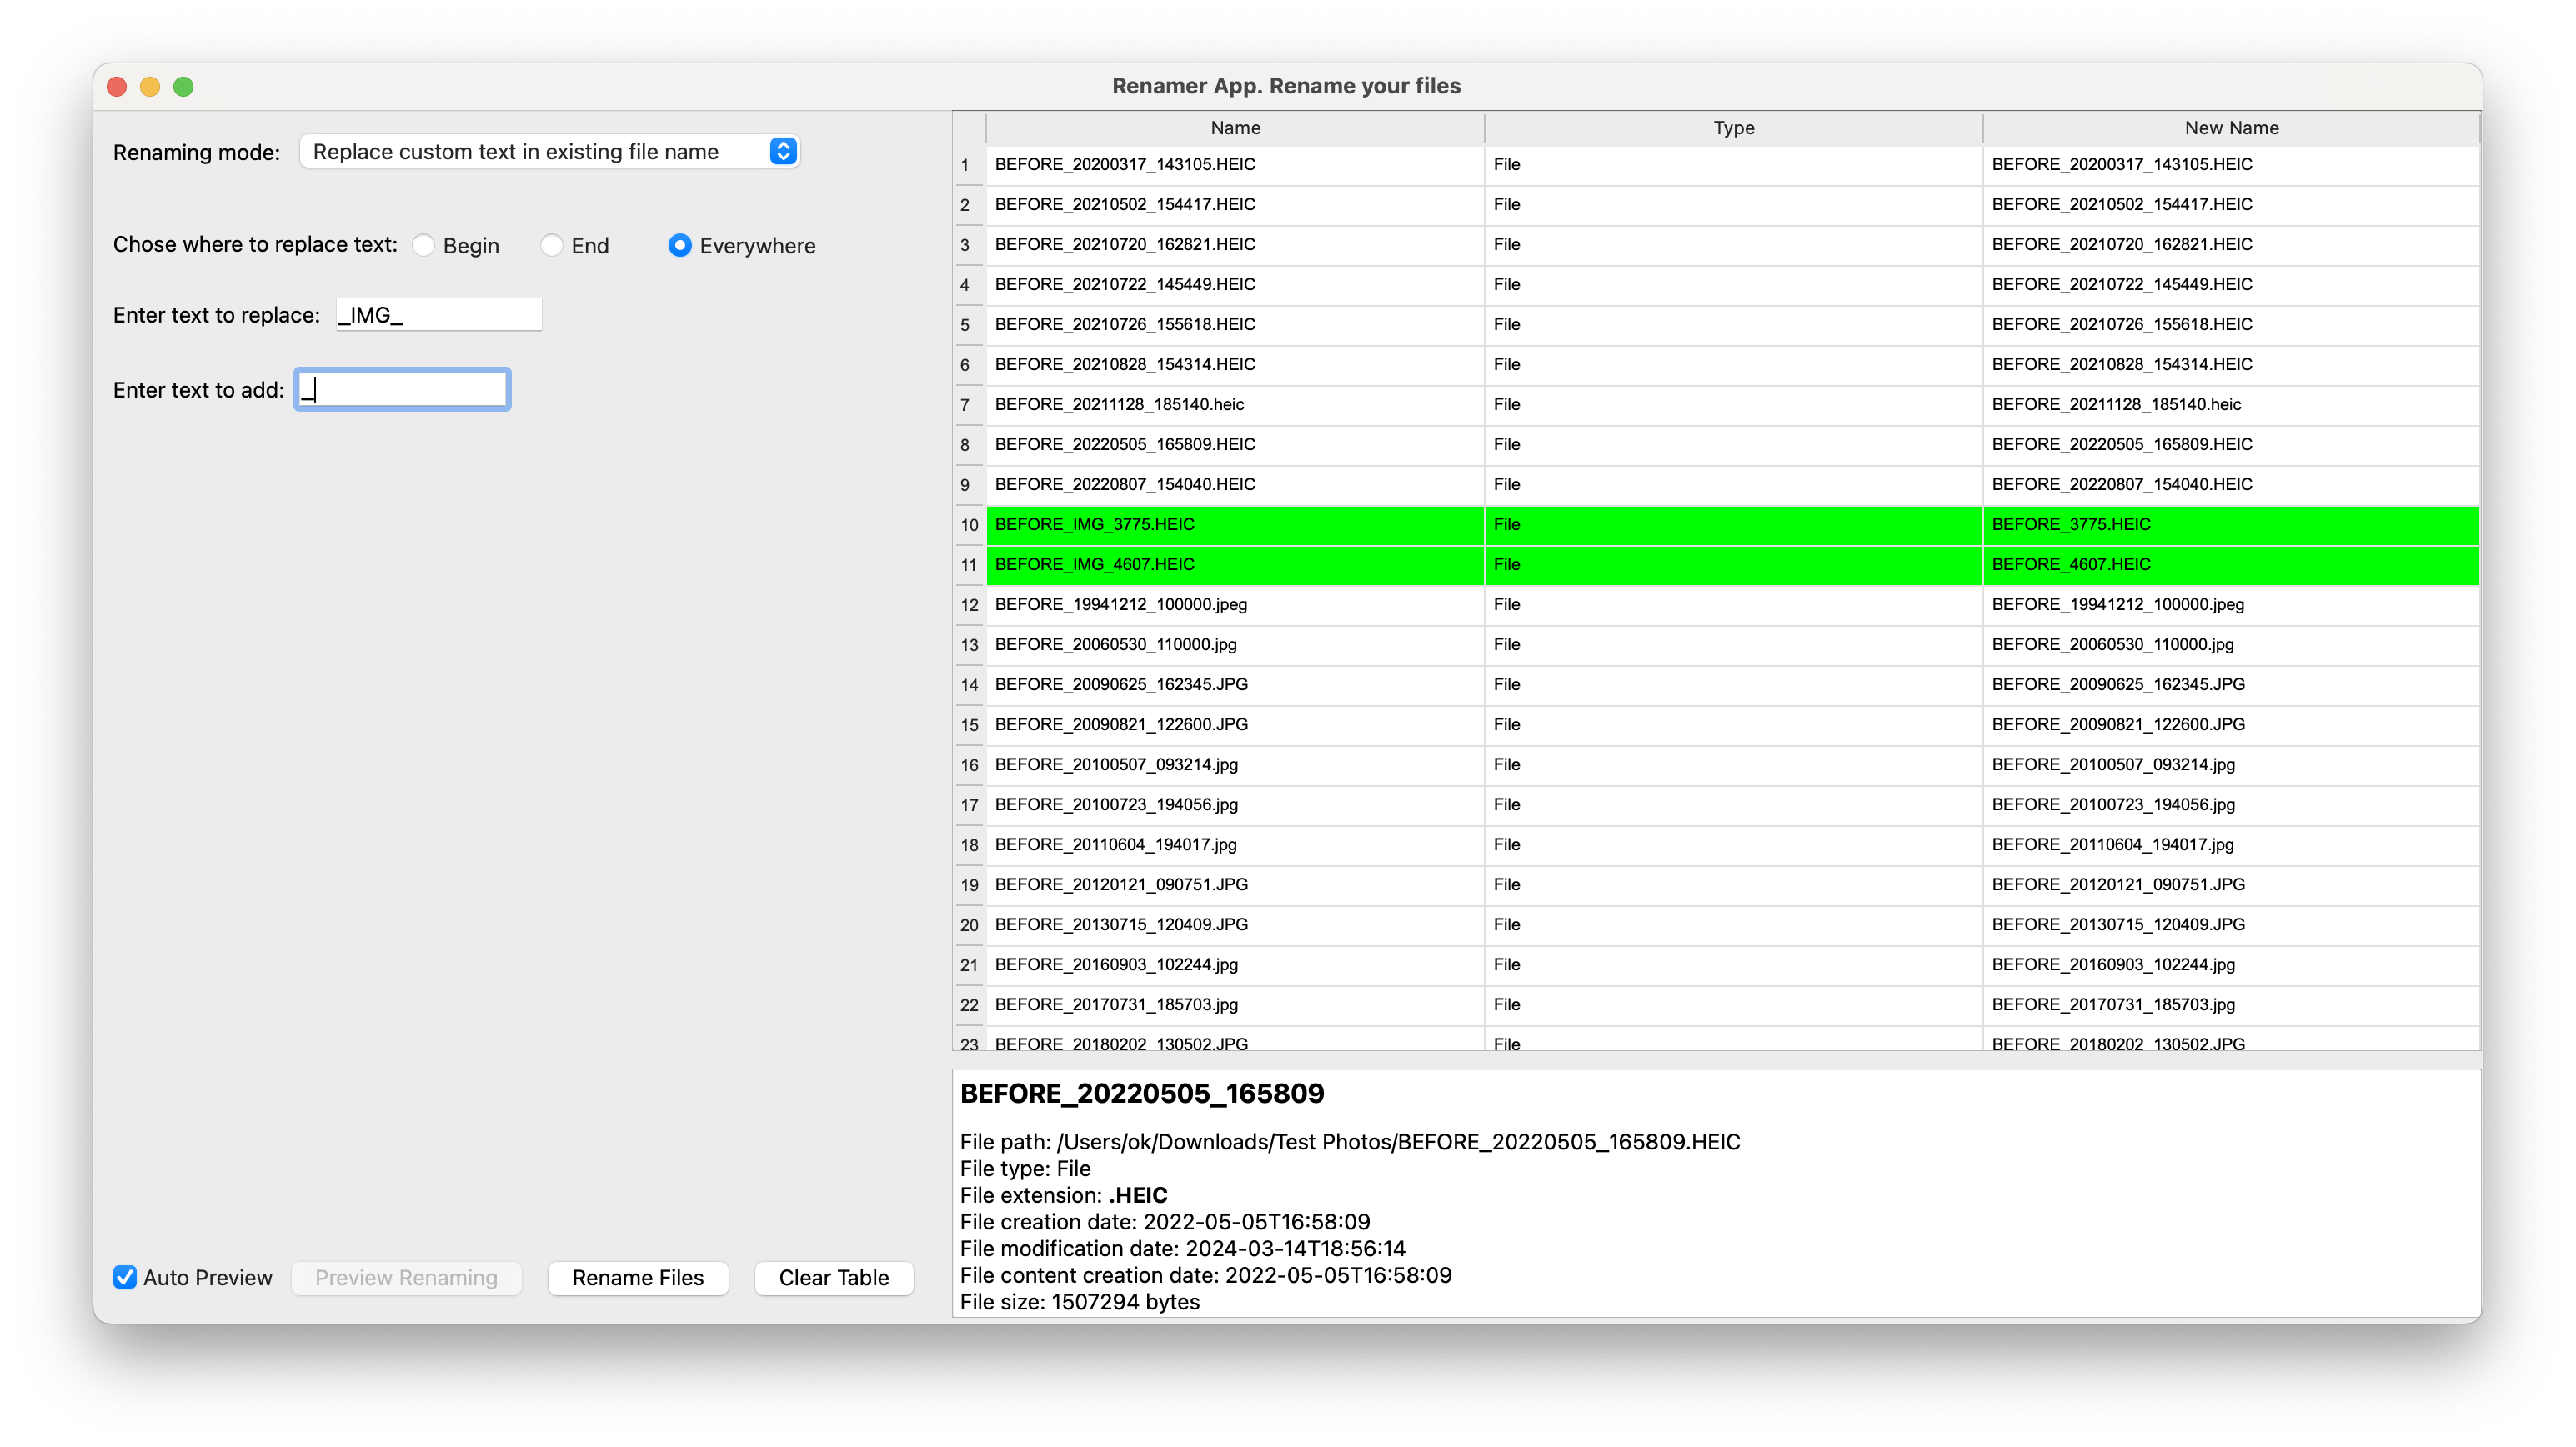 Renamer App. Rename your files
Renaming mode: Replace custom text in existing file name
Chose where to replace text: Begin End Everywhere
Enter text to replace: _IMG_
Enter text to add: _
Auto Preview Preview Renaming Rename Files Clear Table
Name Type New Name
1 BEFORE_20200317_143105.HEIC File BEFORE_20200317_143105.HEIC
2 BEFORE_20210502_154417.HEIC File BEFORE_20210502_154417.HEIC
3 BEFORE_20210720_162821.HEIC File BEFORE_20210720_162821.HEIC
4 BEFORE_20210722_145449.HEIC File BEFORE_20210722_145449.HEIC
5 BEFORE_20210726_155618.HEIC File BEFORE_20210726_155618.HEIC
6 BEFORE_20210828_154314.HEIC File BEFORE_20210828_154314.HEIC
7 BEFORE_20211128_185140.heic File BEFORE_20211128_185140.heic
8 BEFORE_20220505_165809.HEIC File BEFORE_20220505_165809.HEIC
9 BEFORE_20220807_154040.HEIC File BEFORE_20220807_154040.HEIC
10 BEFORE_IMG_3775.HEIC File BEFORE_3775.HEIC
11 BEFORE_IMG_4607.HEIC File BEFORE_4607.HEIC
12 BEFORE_19941212_100000.jpeg File BEFORE_19941212_100000.jpeg
13 BEFORE_20060530_110000.jpg File BEFORE_20060530_110000.jpg
14 BEFORE_20090625_162345.JPG File BEFORE_20090625_162345.JPG
15 BEFORE_20090821_122600.JPG File BEFORE_20090821_122600.JPG
16 BEFORE_20100507_093214.jpg File BEFORE_20100507_093214.jpg
17 BEFORE_20100723_194056.jpg File BEFORE_20100723_194056.jpg
18 BEFORE_20110604_194017.jpg File BEFORE_20110604_194017.jpg
19 BEFORE_20120121_090751.JPG File BEFORE_20120121_090751.JPG
20 BEFORE_20130715_120409.JPG File BEFORE_20130715_120409.JPG
21 BEFORE_20160903_102244.jpg File BEFORE_20160903_102244.jpg
22 BEFORE_20170731_185703.jpg File BEFORE_20170731_185703.jpg
23 BEFORE_20180202_130502.JPG File BEFORE_20180202_130502.JPG
BEFORE_20220505_165809
File path: /Users/ok/Downloads/Test Photos/BEFORE_20220505_165809.HEIC
File type: File
File extension: .HEIC
File creation date: 2022-05-05T16:58:09
File modification date: 2024-03-14T18:56:14
File content creation date: 2022-05-05T16:58:09
File size: 1507294 bytes